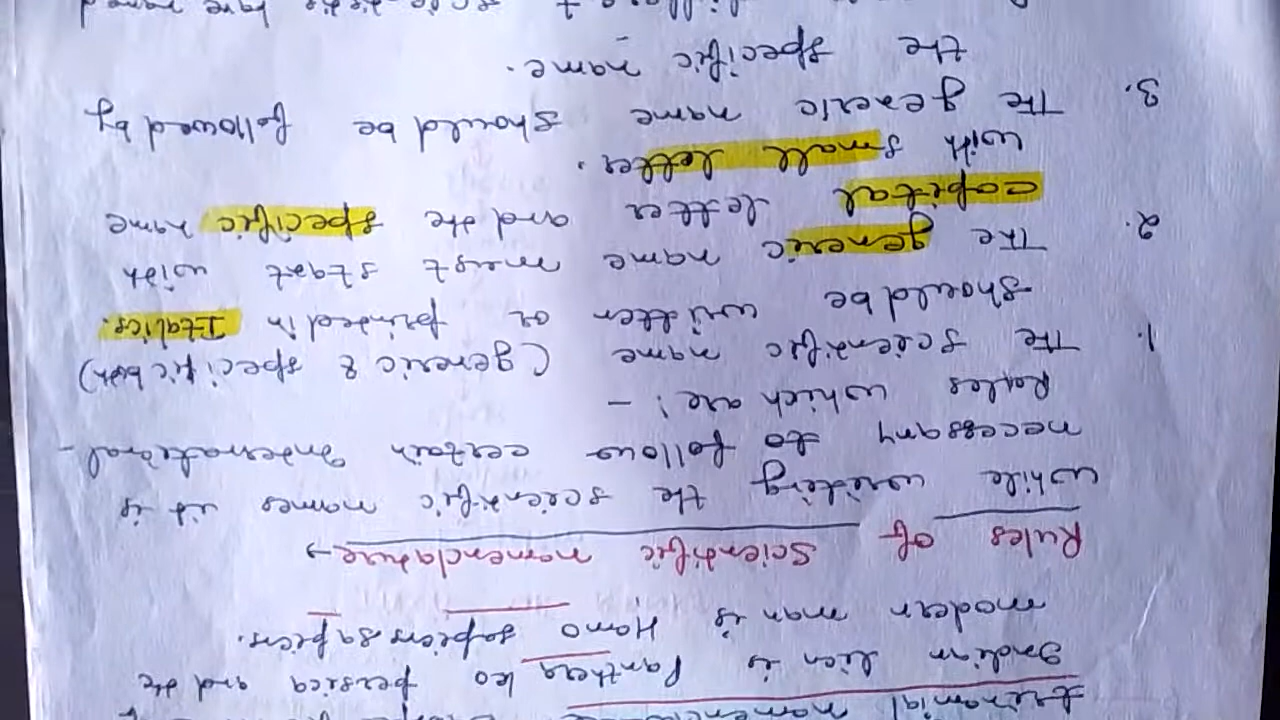 trinomial
Indian lion is Panthera leo persica and the
modern man is Homo sapiens sapiens.
Rules of Scientific nomenclature →
While writing the scientific names it is
necessary to follow certain International
Rules which are: -
1. The scientific name (generic & specific both)
should be written or printed in Italics.
2. The generic name must start with
capital letter and the specific name
with small letter.
3. The generic name should be followed by
the specific name.
have named